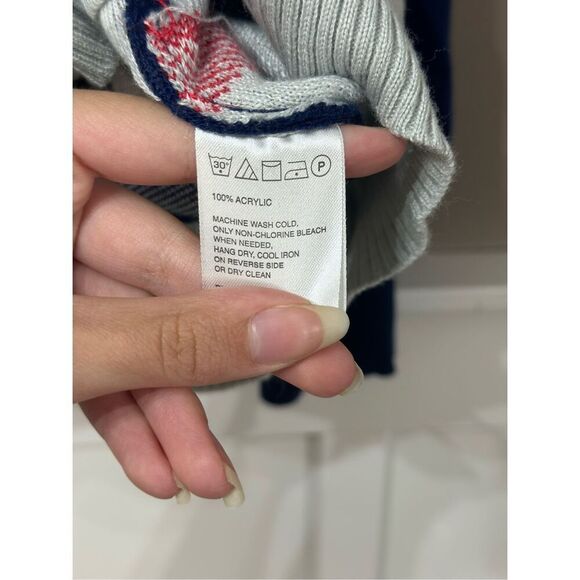 30°
P
100% ACRYLIC
MACHINE WASH COLD,
ONLY NON-CHLORINE BLEACH
WHEN NEEDED,
HANG DRY, COOL IRON
ON REVERSE SIDE
OR DRY CLEAN